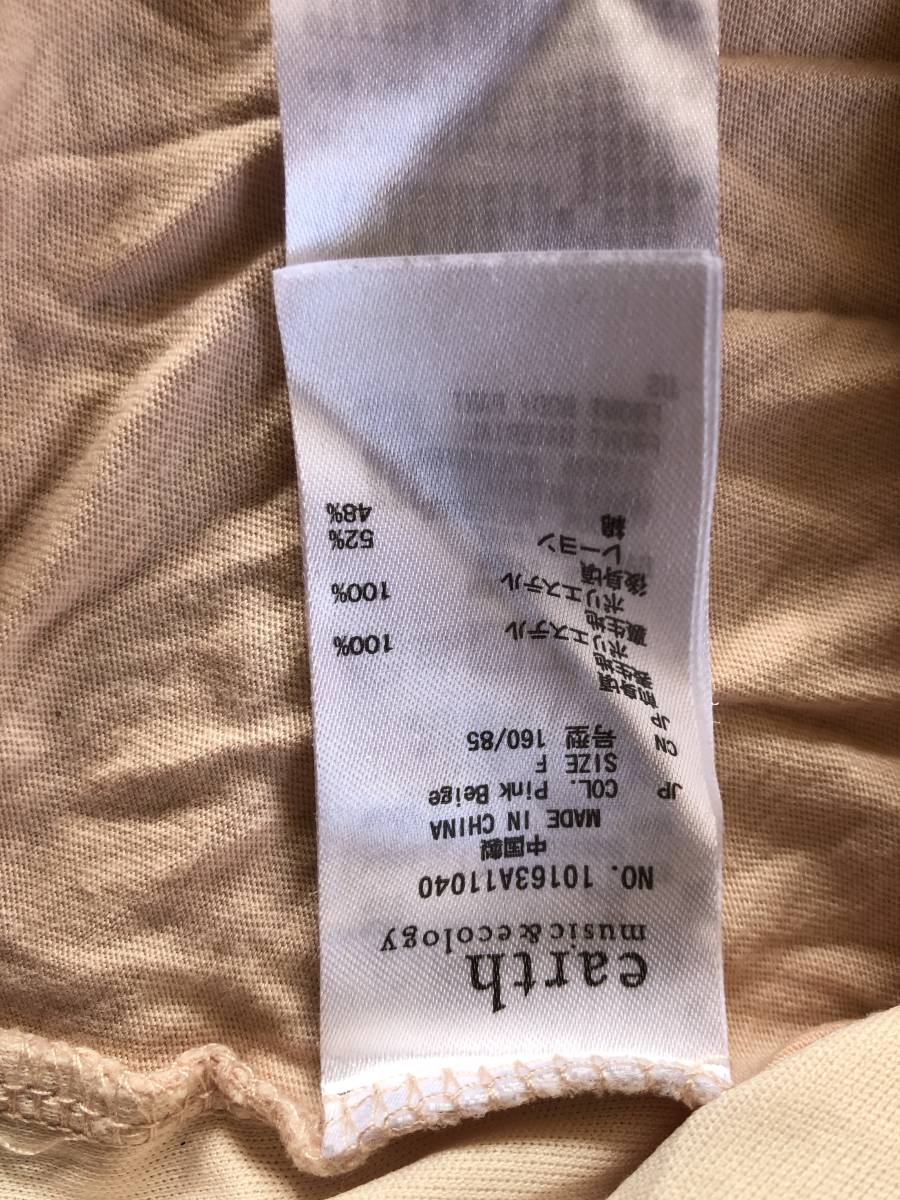 earth
music&ecology
NO. 10163A11040
中国製
MADE IN CHINA
JP COL. Pink Beige
SIZE F
CN 号型 160/85
JP
前身頃
表生地
ポリエステル 100%
裏生地
ポリエステル 100%
後身頃
レーヨン 52%
綿 48%